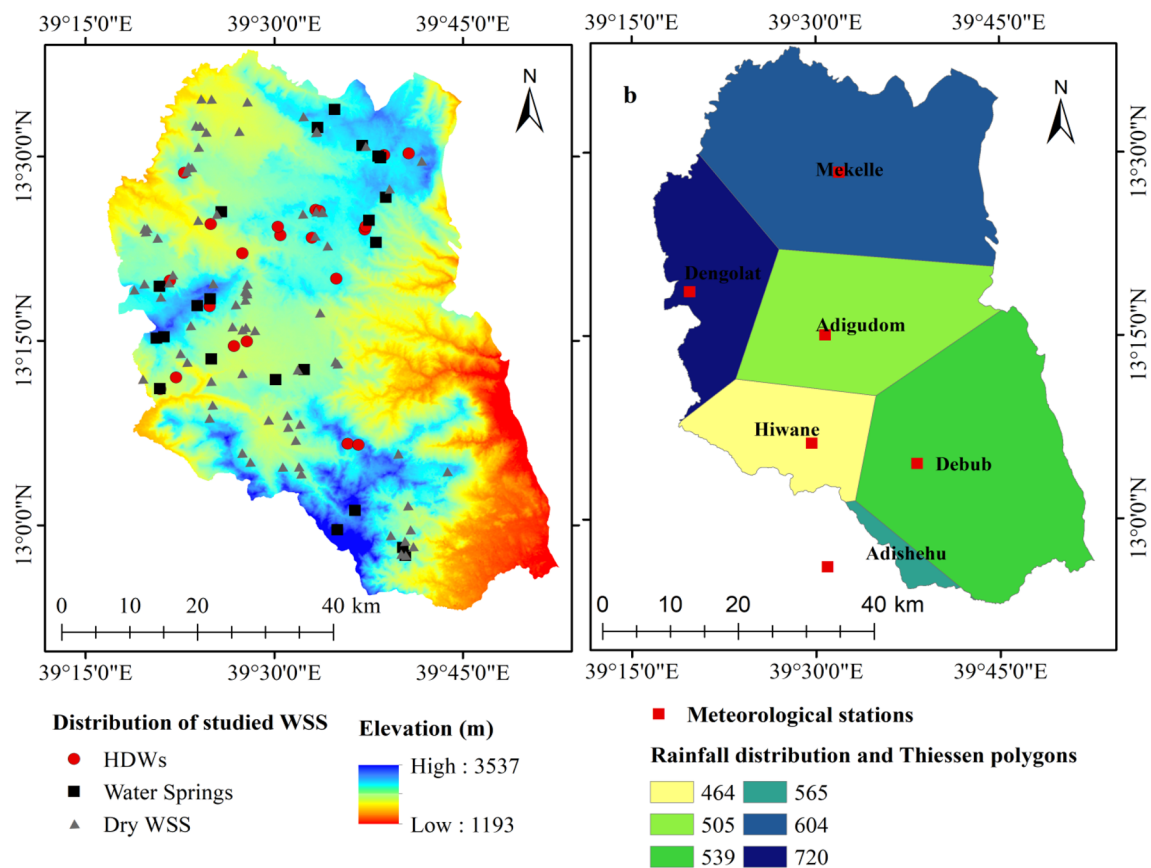 39°15'0"E 39°30'0"E 39°45'0"E
13°30'0"N
13°15'0"N
13°0'0"N
N
0 10 20 40 km
39°15'0"E 39°30'0"E 39°45'0"E
Distribution of studied WSS
HDWs
Water Springs
Dry WSS
Elevation (m)
High : 3537
Low : 1193
39°15'0"E 39°30'0"E 39°45'0"E
b
N
Mekelle
Dengolat
Adigudom
Hiwane
Debub
Adishehu
13°30'0"N
13°15'0"N
13°0'0"N
0 10 20 40 km
39°15'0"E 39°30'0"E 39°45'0"E
Meteorological stations
Rainfall distribution and Thiessen polygons
464 565
505 604
539 720